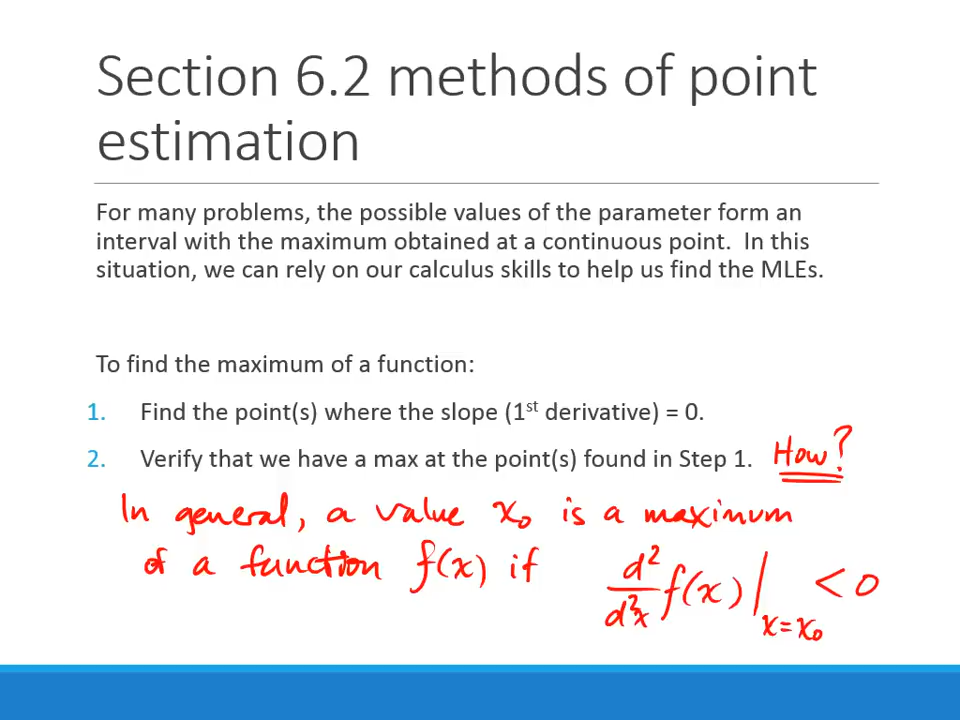 Section 6.2 methods of point
estimation
For many problems, the possible values of the parameter form an
interval with the maximum obtained at a continuous point. In this
situation, we can rely on our calculus skills to help us find the MLEs.
To find the maximum of a function:
1. Find the point(s) where the slope (1st derivative) = 0.
2. Verify that we have a max at the point(s) found in Step 1. How?
In general, a value x₀ is a maximum
of a function f(x) if d²/d²x f(x) | x=x₀ < 0